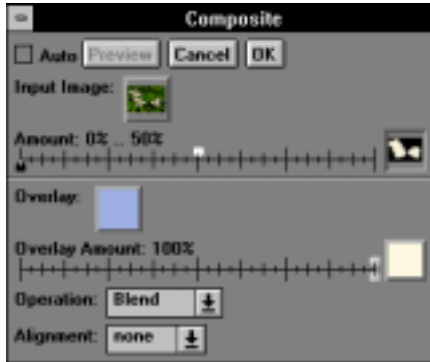 Composite
Auto Preview Cancel OK
Input Image:
Amount: 0% .. 50%
Overlay:
Overlay Amount: 100%
Operation: Blend
Alignment: none